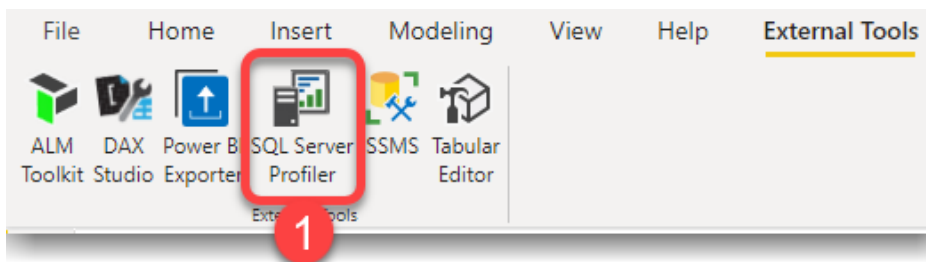 File Home Insert Modeling View Help External Tools
ALM DAX Power BI SQL Server SSMS Tabular
Toolkit Studio Exporter Profiler Editor
1